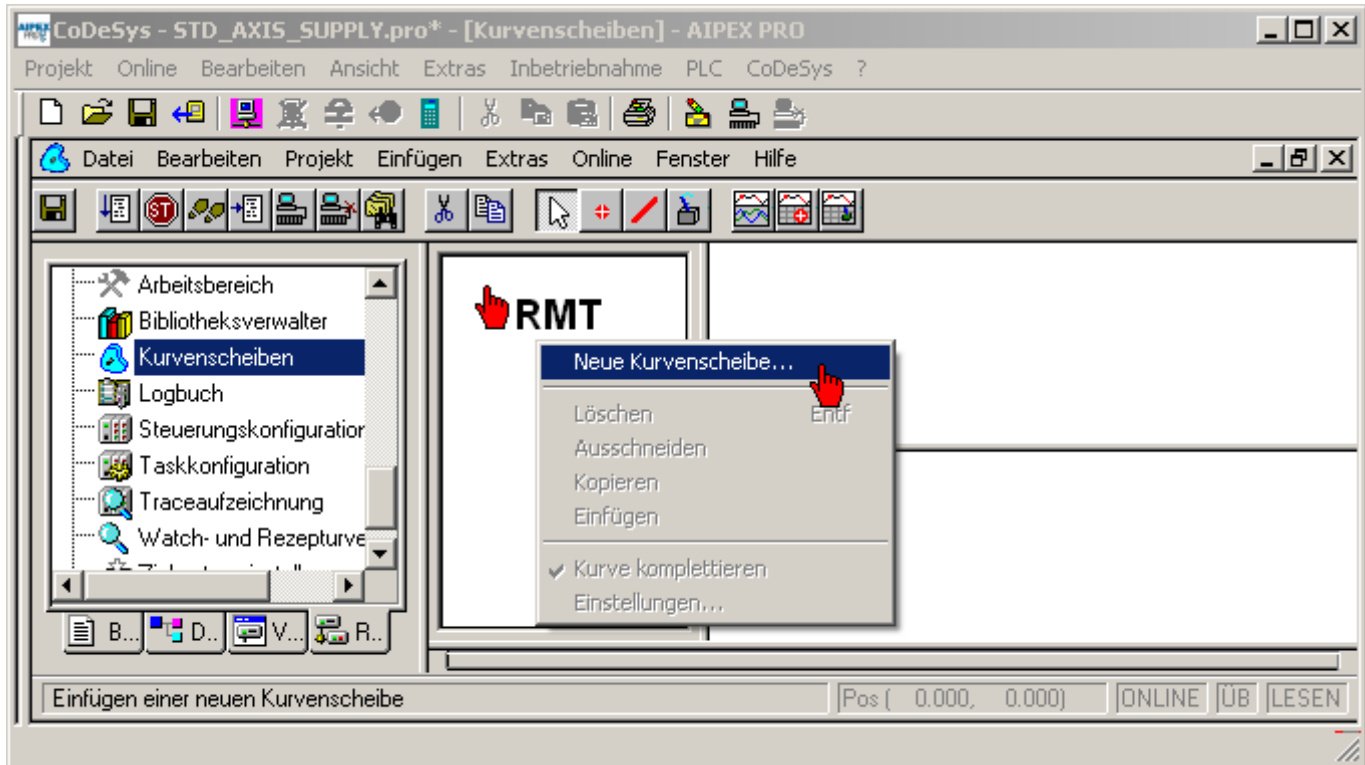 CoDeSys - STD_AXIS_SUPPLY.pro* - [Kurvenscheiben] - AIPEX PRO
Projekt Online Bearbeiten Ansicht Extras Inbetriebnahme PLC CoDeSys ?
Datei Bearbeiten Projekt Einfügen Extras Online Fenster Hilfe
ST
Arbeitsbereich
Bibliotheksverwalter
Kurvenscheiben
Logbuch
Steuerungskonfiguration
Taskkonfiguration
Traceaufzeichnung
Watch- und Rezepturve
B... D.. V... R..
RMT
Neue Kurvenscheibe...
Löschen Entf
Ausschneiden
Kopieren
Einfügen
Kurve komplettieren
Einstellungen...
Einfügen einer neuen Kurvenscheibe Pos ( 0.000, 0.000) ONLINE ÜB LESEN